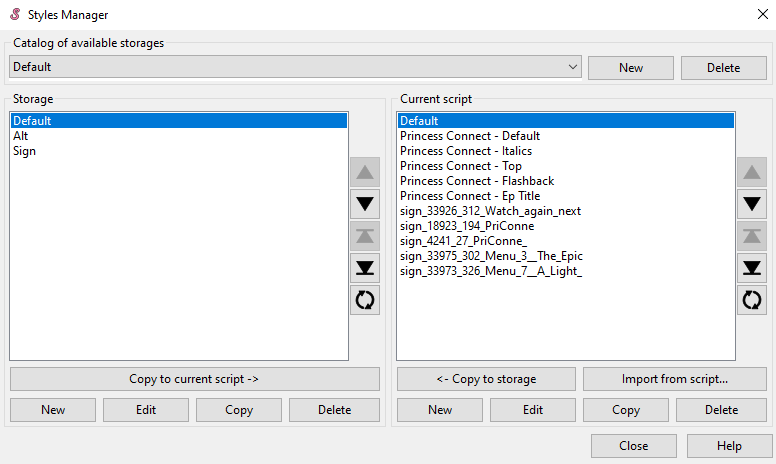 Styles Manager
Catalog of available storages
Default
New
Delete
Storage
Default
Alt
Sign
Copy to current script ->
New
Edit
Copy
Delete
Current script
Default
Princess Connect - Default
Princess Connect - Italics
Princess Connect - Top
Princess Connect - Flashback
Princess Connect - Ep Title
sign_33926_312_Watch_again_next
sign_18923_194_PriConne
sign_4241_27_PriConne_
sign_33975_302_Menu_3__The_Epic
sign_33973_326_Menu_7__A_Light_
<- Copy to storage
Import from script...
New
Edit
Copy
Delete
Close
Help